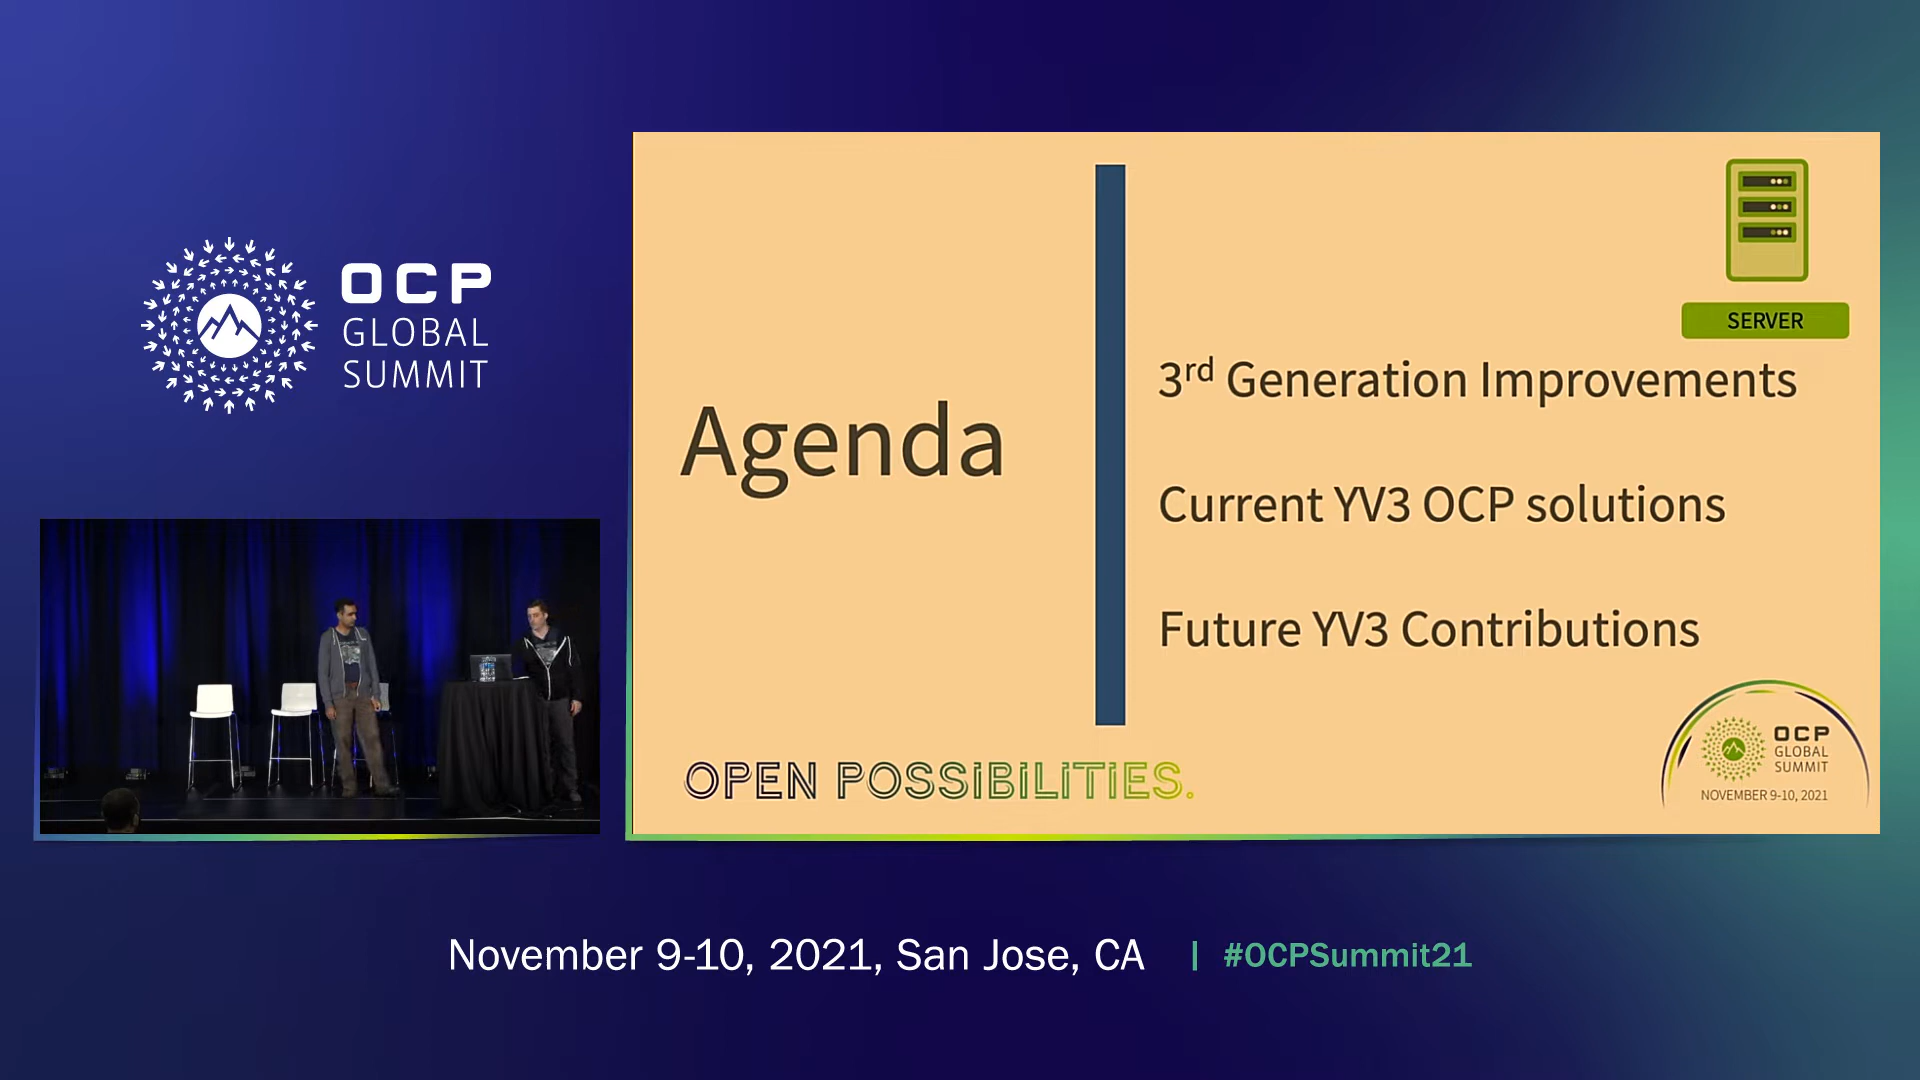 OCP
GLOBAL
SUMMIT
SERVER
Agenda
3rd Generation Improvements
Current YV3 OCP solutions
Future YV3 Contributions
OPEN POSSIBILITIES.
OCP
GLOBAL
SUMMIT
NOVEMBER 9-10, 2021
November 9-10, 2021, San Jose, CA | #OCPSummit21